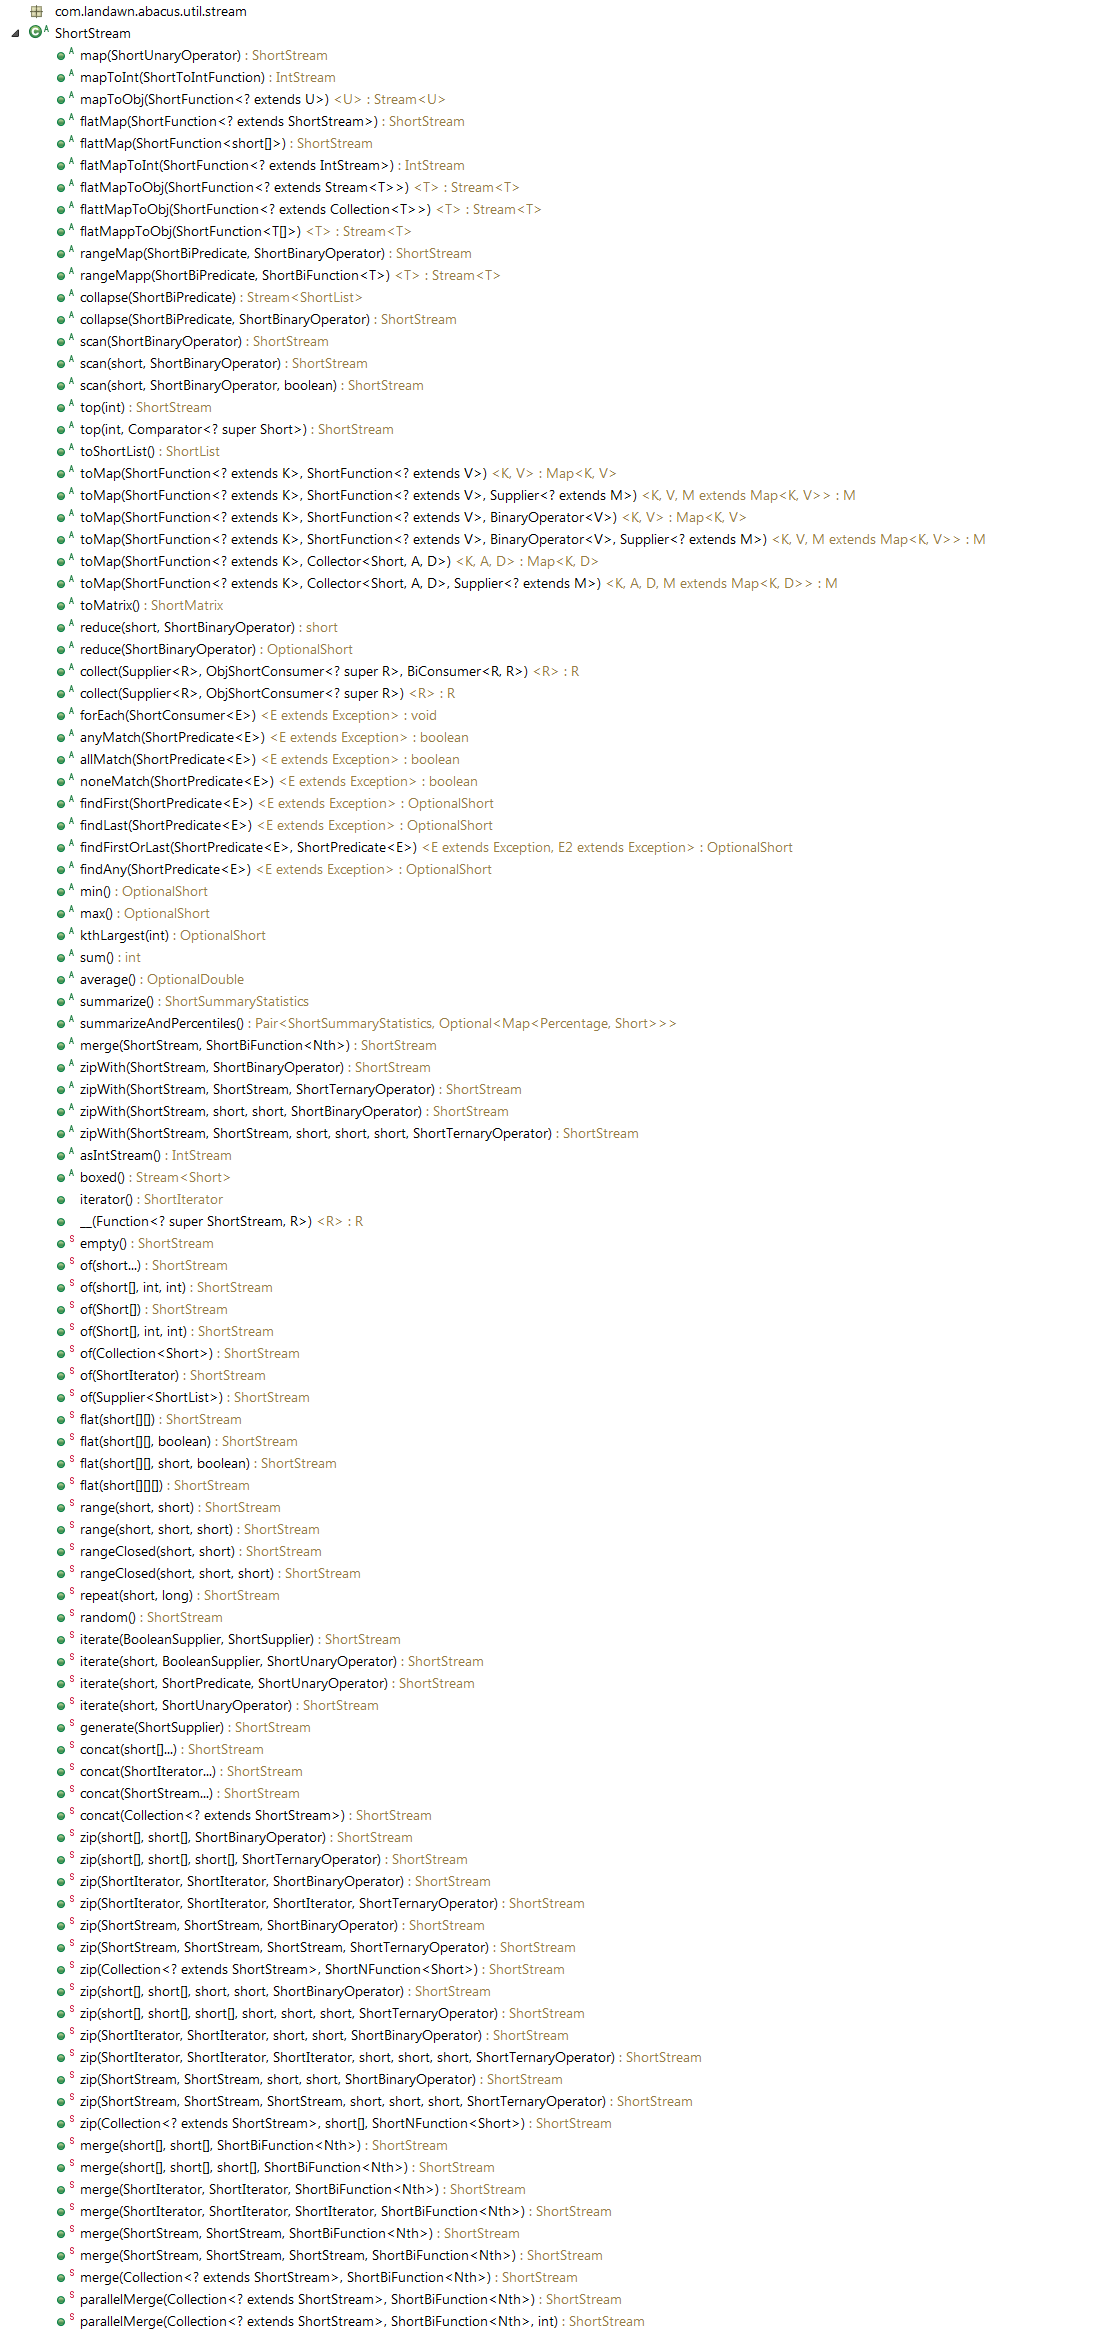 com.landawn.abacus.util.stream
C A ShortStream
A map(ShortUnaryOperator) : ShortStream
A mapToInt(ShortToIntFunction) : IntStream
A mapToObj(ShortFunction<? extends U>) <U> : Stream<U>
A flatMap(ShortFunction<? extends ShortStream>) : ShortStream
A flattMap(ShortFunction<short[]>) : ShortStream
A flatMapToInt(ShortFunction<? extends IntStream>) : IntStream
A flatMapToObj(ShortFunction<? extends Stream<T>>) <T> : Stream<T>
A flattMapToObj(ShortFunction<? extends Collection<T>>) <T> : Stream<T>
A flatMappToObj(ShortFunction<T[]>) <T> : Stream<T>
A rangeMap(ShortBiPredicate, ShortBinaryOperator) : ShortStream
A rangeMapp(ShortBiPredicate, ShortBiFunction<T>) <T> : Stream<T>
A collapse(ShortBiPredicate) : Stream<ShortList>
A collapse(ShortBiPredicate, ShortBinaryOperator) : ShortStream
A scan(ShortBinaryOperator) : ShortStream
A scan(short, ShortBinaryOperator) : ShortStream
A scan(short, ShortBinaryOperator, boolean) : ShortStream
A top(int) : ShortStream
A top(int, Comparator<? super Short>) : ShortStream
A toShortList() : ShortList
A toMap(ShortFunction<? extends K>, ShortFunction<? extends V>) <K, V> : Map<K, V>
A toMap(ShortFunction<? extends K>, ShortFunction<? extends V>, Supplier<? extends M>) <K, V, M extends Map<K, V>> : M
A toMap(ShortFunction<? extends K>, ShortFunction<? extends V>, BinaryOperator<V>) <K, V> : Map<K, V>
A toMap(ShortFunction<? extends K>, ShortFunction<? extends V>, BinaryOperator<V>, Supplier<? extends M>) <K, V, M extends Map<K, V>> : M
A toMap(ShortFunction<? extends K>, Collector<Short, A, D>) <K, A, D> : Map<K, D>
A toMap(ShortFunction<? extends K>, Collector<Short, A, D>, Supplier<? extends M>) <K, A, D, M extends Map<K, D>> : M
A toMatrix() : ShortMatrix
A reduce(short, ShortBinaryOperator) : short
A reduce(ShortBinaryOperator) : OptionalShort
A collect(Supplier<R>, ObjShortConsumer<? super R>, BiConsumer<R, R>) <R> : R
A collect(Supplier<R>, ObjShortConsumer<? super R>) <R> : R
A forEach(ShortConsumer<E>) <E extends Exception> : void
A anyMatch(ShortPredicate<E>) <E extends Exception> : boolean
A allMatch(ShortPredicate<E>) <E extends Exception> : boolean
A noneMatch(ShortPredicate<E>) <E extends Exception> : boolean
A findFirst(ShortPredicate<E>) <E extends Exception> : OptionalShort
A findLast(ShortPredicate<E>) <E extends Exception> : OptionalShort
A findFirstOrLast(ShortPredicate<E>, ShortPredicate<E>) <E extends Exception, E2 extends Exception> : OptionalShort
A findAny(ShortPredicate<E>) <E extends Exception> : OptionalShort
A min() : OptionalShort
A max() : OptionalShort
A kthLargest(int) : OptionalShort
A sum() : int
A average() : OptionalDouble
A summarize() : ShortSummaryStatistics
A summarizeAndPercentiles() : Pair<ShortSummaryStatistics, Optional<Map<Percentage, Short>>>
A merge(ShortStream, ShortBiFunction<Nth>) : ShortStream
A zipWith(ShortStream, ShortBinaryOperator) : ShortStream
A zipWith(ShortStream, ShortStream, ShortTernaryOperator) : ShortStream
A zipWith(ShortStream, short, short, ShortBinaryOperator) : ShortStream
A zipWith(ShortStream, ShortStream, short, short, short, ShortTernaryOperator) : ShortStream
A asIntStream() : IntStream
A boxed() : Stream<Short>
iterator() : ShortIterator
__(Function<? super ShortStream, R>) <R> : R
S empty() : ShortStream
S of(short...) : ShortStream
S of(short[], int, int) : ShortStream
S of(Short[]) : ShortStream
S of(Short[], int, int) : ShortStream
S of(Collection<Short>) : ShortStream
S of(ShortIterator) : ShortStream
S of(Supplier<ShortList>) : ShortStream
S flat(short[][]) : ShortStream
S flat(short[][], boolean) : ShortStream
S flat(short[][], short, boolean) : ShortStream
S flat(short[][][]) : ShortStream
S range(short, short) : ShortStream
S range(short, short, short) : ShortStream
S rangeClosed(short, short) : ShortStream
S rangeClosed(short, short, short) : ShortStream
S repeat(short, long) : ShortStream
S random() : ShortStream
S iterate(BooleanSupplier, ShortSupplier) : ShortStream
S iterate(short, BooleanSupplier, ShortUnaryOperator) : ShortStream
S iterate(short, ShortPredicate, ShortUnaryOperator) : ShortStream
S iterate(short, ShortUnaryOperator) : ShortStream
S generate(ShortSupplier) : ShortStream
S concat(short[]...) : ShortStream
S concat(ShortIterator...) : ShortStream
S concat(ShortStream...) : ShortStream
S concat(Collection<? extends ShortStream>) : ShortStream
S zip(short[], short[], ShortBinaryOperator) : ShortStream
S zip(short[], short[], short[], ShortTernaryOperator) : ShortStream
S zip(ShortIterator, ShortIterator, ShortBinaryOperator) : ShortStream
S zip(ShortIterator, ShortIterator, ShortIterator, ShortTernaryOperator) : ShortStream
S zip(ShortStream, ShortStream, ShortBinaryOperator) : ShortStream
S zip(ShortStream, ShortStream, ShortStream, ShortTernaryOperator) : ShortStream
S zip(Collection<? extends ShortStream>, ShortNFunction<Short>) : ShortStream
S zip(short[], short[], short, short, ShortBinaryOperator) : ShortStream
S zip(short[], short[], short[], short, short, short, ShortTernaryOperator) : ShortStream
S zip(ShortIterator, ShortIterator, short, short, ShortBinaryOperator) : ShortStream
S zip(ShortIterator, ShortIterator, ShortIterator, short, short, short, ShortTernaryOperator) : ShortStream
S zip(ShortStream, ShortStream, short, short, ShortBinaryOperator) : ShortStream
S zip(ShortStream, ShortStream, ShortStream, short, short, short, ShortTernaryOperator) : ShortStream
S zip(Collection<? extends ShortStream>, short[], ShortNFunction<Short>) : ShortStream
S merge(short[], short[], ShortBiFunction<Nth>) : ShortStream
S merge(short[], short[], short[], ShortBiFunction<Nth>) : ShortStream
S merge(ShortIterator, ShortIterator, ShortBiFunction<Nth>) : ShortStream
S merge(ShortIterator, ShortIterator, ShortIterator, ShortBiFunction<Nth>) : ShortStream
S merge(ShortStream, ShortStream, ShortBiFunction<Nth>) : ShortStream
S merge(ShortStream, ShortStream, ShortStream, ShortBiFunction<Nth>) : ShortStream
S merge(Collection<? extends ShortStream>, ShortBiFunction<Nth>) : ShortStream
S parallelMerge(Collection<? extends ShortStream>, ShortBiFunction<Nth>) : ShortStream
S parallelMerge(Collection<? extends ShortStream>, ShortBiFunction<Nth>, int) : ShortStream